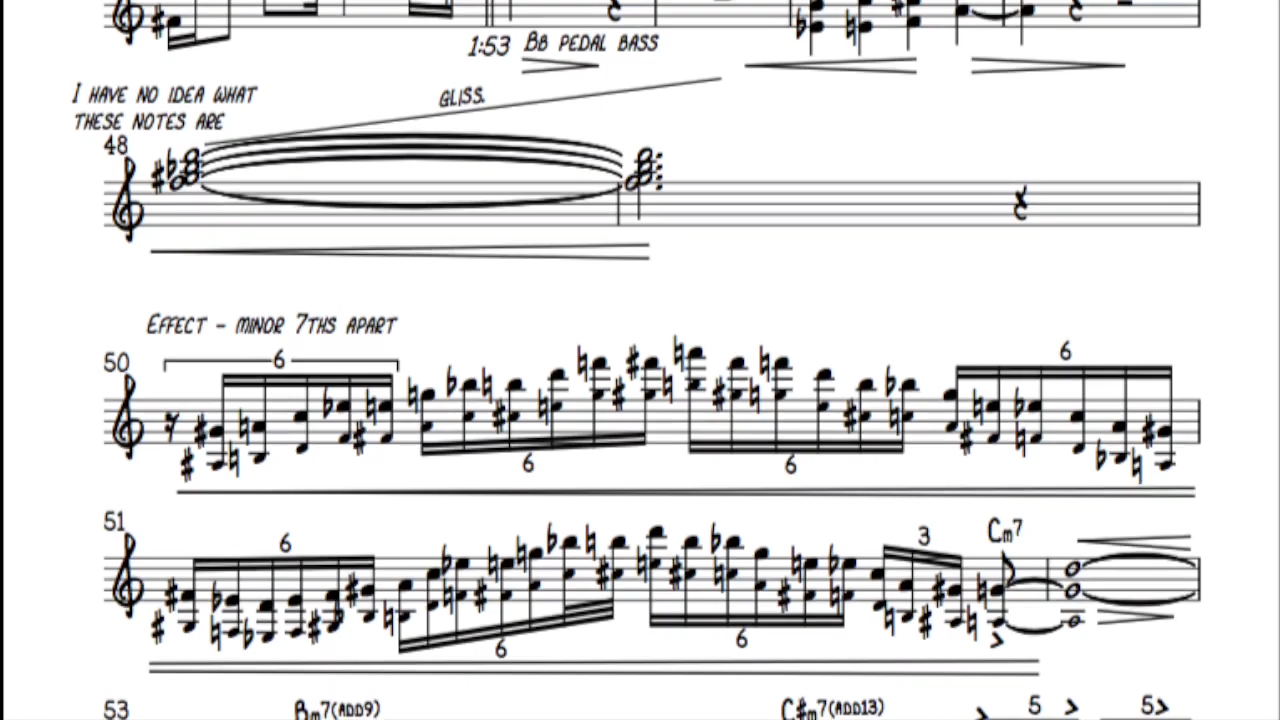 1:53 Bb PEDAL BASS
I HAVE NO IDEA WHAT
THESE NOTES ARE
GLISS.
48
EFFECT - MINOR 7THS APART
50 6 6 6 6
51 6 6 6 3 Cm7
53 Bm7(ADD9) C#m7(ADD13) 5 5